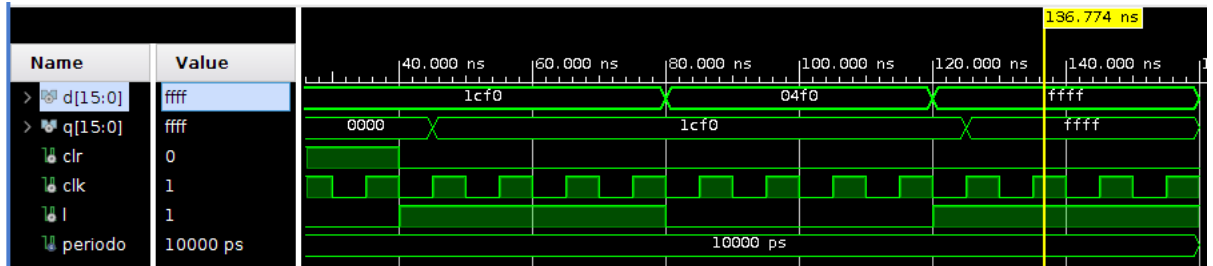 136.774 ns
Name Value
40.000 ns 60.000 ns 80.000 ns 100.000 ns 120.000 ns 140.000 ns 1
> d[15:0] ffff 1cf0 04f0 ffff
> q[15:0] ffff 0000 1cf0 ffff
clr 0
clk 1
l 1
periodo 10000 ps 10000 ps